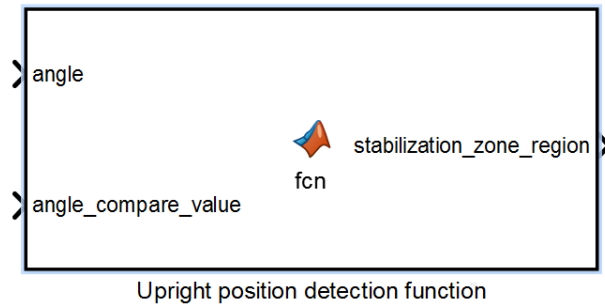 angle
stabilization_zone_region
fcn
angle_compare_value
Upright position detection function